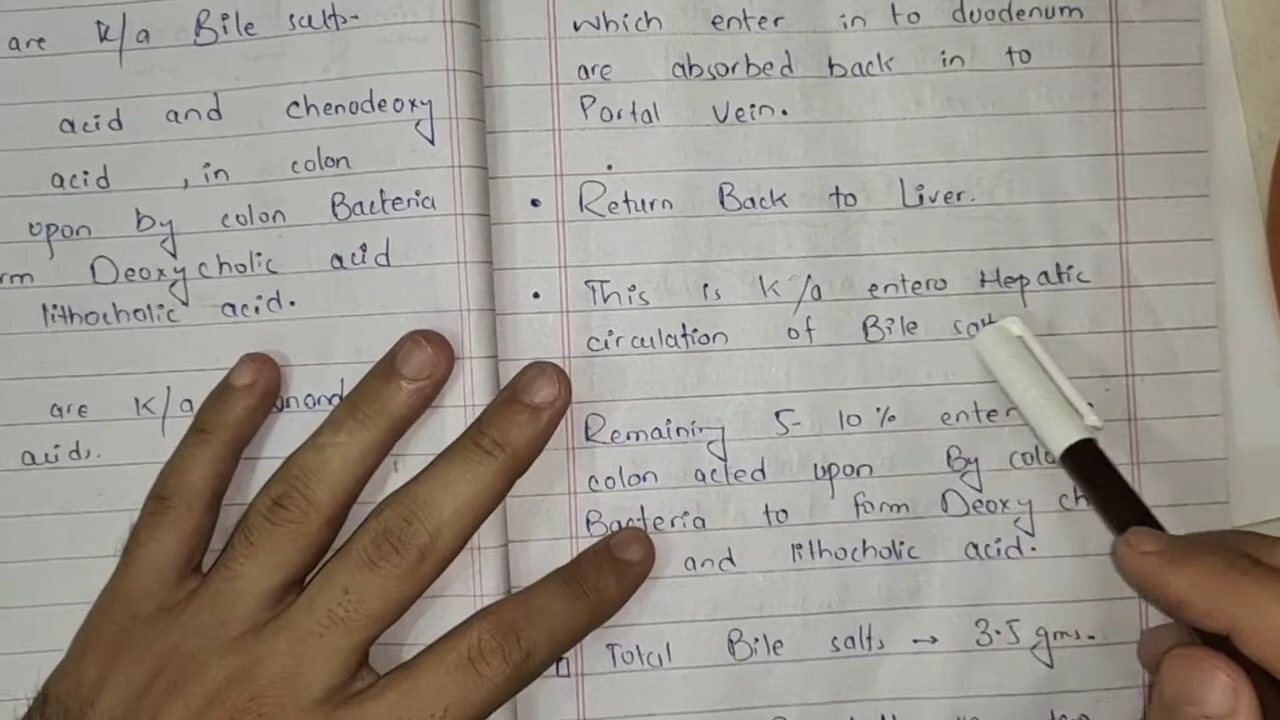 are K/a Bile salts-
acid and chenodeoxy
acid , in colon
upon by colon Bacteria
rm Deoxycholic acid
lithocholic acid.
are K/a
acids.
which enter in to duodenum
are absorbed back in to
Portal vein.
• Return Back to Liver.
• This is K/a entero Hepatic
circulation of Bile
Remaining 5- 10% enter
colon acted upon By
Bacteria to form Deoxy
and lithocholic acid.
Total Bile salts → 3.5 gms.